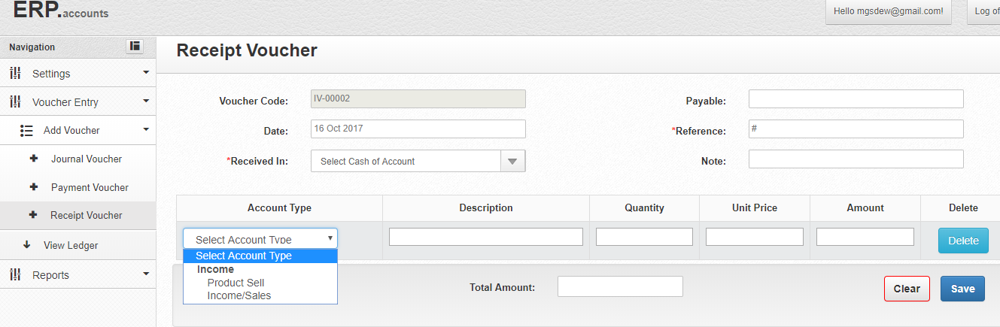 ERP.accounts
Hello mgsdew@gmail.com!
Log of
Navigation
Settings
Voucher Entry
Add Voucher
Journal Voucher
Payment Voucher
Receipt Voucher
View Ledger
Reports
Receipt Voucher
Voucher Code: IV-00002
Payable:
Date: 16 Oct 2017
*Reference: #
*Received In: Select Cash of Account
Note:
Account Type Description Quantity Unit Price Amount Delete
Select Account Type
Delete
Select Account Type
Income
Product Sell
Income/Sales
Total Amount:
Clear
Save